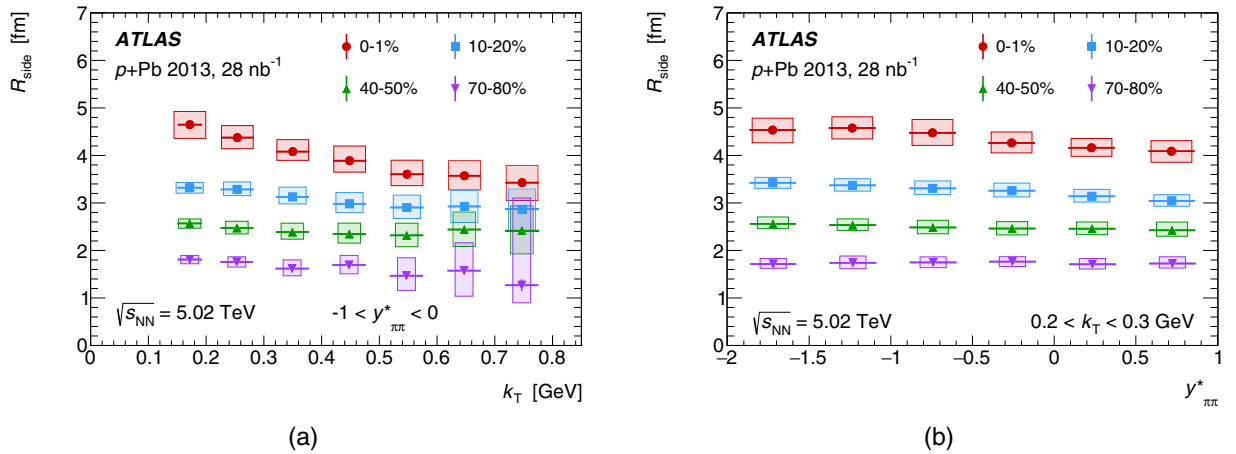 R_side [fm]
7
6
5
4
3
2
1
0
ATLAS
p+Pb 2013, 28 nb⁻¹
0-1%
10-20%
40-50%
70-80%
√s_NN = 5.02 TeV
-1 < y*_ππ < 0
0 0.1 0.2 0.3 0.4 0.5 0.6 0.7 0.8
k_T [GeV]
(a)
R_side [fm]
7
6
5
4
3
2
1
0
ATLAS
p+Pb 2013, 28 nb⁻¹
0-1%
10-20%
40-50%
70-80%
√s_NN = 5.02 TeV
0.2 < k_T < 0.3 GeV
−2 −1.5 −1 −0.5 0 0.5 1
y*_ππ
(b)